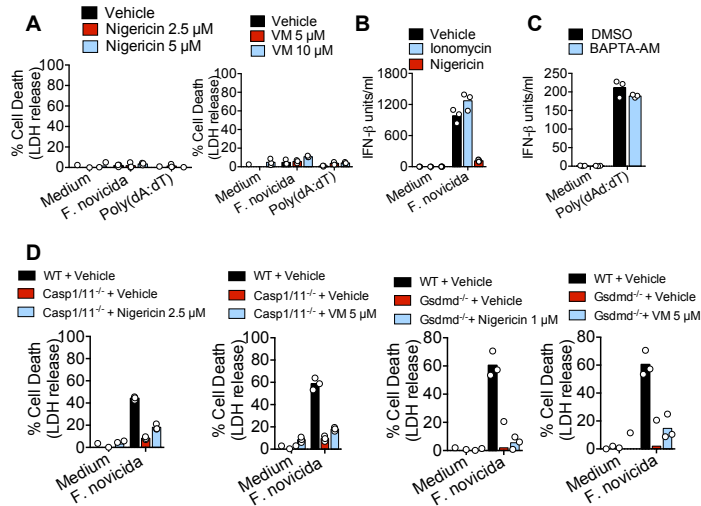 A
Vehicle
Nigericin 2.5 µM
Nigericin 5 µM
% Cell Death
(LDH release)
100
80
60
40
20
0
Medium
F. novicida
Poly(dA:dT)
Vehicle
VM 5 µM
VM 10 µM
% Cell Death
(LDH release)
100
80
60
40
20
0
Medium
F. novicida
Poly(dA:dT)
B
Vehicle
Ionomycin
Nigericin
IFN-β units/ml
1800
1200
600
0
Medium
F. novicida
C
DMSO
BAPTA-AM
IFN-β units/ml
250
200
150
100
50
0
Medium
Poly(dAd:dT)
D
WT + Vehicle
Casp1/11⁻/⁻ + Vehicle
Casp1/11⁻/⁻ + Nigericin 2.5 µM
% Cell Death
(LDH release)
100
80
60
40
20
0
Medium
F. novicida
WT + Vehicle
Casp1/11⁻/⁻ + Vehicle
Casp1/11⁻/⁻ + VM 5 µM
% Cell Death
(LDH release)
100
80
60
40
20
0
Medium
F. novicida
WT + Vehicle
Gsdmd⁻/⁻ + Vehicle
Gsdmd⁻/⁻+ Nigericin 1 µM
% Cell Death
(LDH release)
80
60
40
20
0
Medium
F. novicida
WT + Vehicle
Gsdmd⁻/⁻ + Vehicle
Gsdmd⁻/⁻+ VM 5 µM
% Cell Death
(LDH release)
80
60
40
20
0
Medium
F. novicida